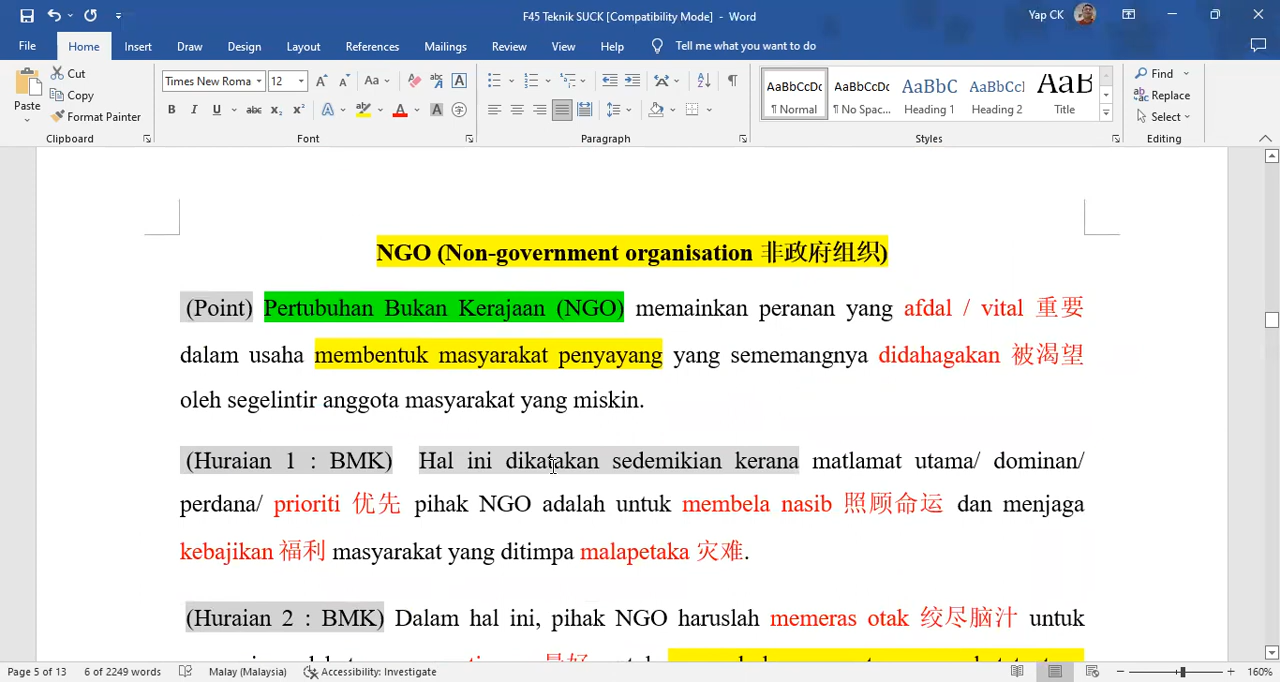 F45 Teknik SUCK [Compatibility Mode] - Word
Yap CK
File Home Insert Draw Design Layout References Mailings Review View Help Tell me what you want to do
Paste
Cut
Copy
Format Painter
Clipboard
Times New Roma 12
Font
Paragraph
AaBbCcDc AaBbCcDc AaBbC AaBbCcl AaB
¶ Normal ¶ No Spac... Heading 1 Heading 2 Title
Styles
Find
Replace
Select
Editing
NGO (Non-government organisation 非政府组织)
(Point) Pertubuhan Bukan Kerajaan (NGO) memainkan peranan yang afdal / vital 重要
dalam usaha membentuk masyarakat penyayang yang sememangnya didahagakan 被渴望
oleh segelintir anggota masyarakat yang miskin.
(Huraian 1 : BMK) Hal ini dikatakan sedemikian kerana matlamat utama/ dominan/
perdana/ prioriti 优先 pihak NGO adalah untuk membela nasib 照顾命运 dan menjaga
kebajikan 福利 masyarakat yang ditimpa malapetaka 灾难.
(Huraian 2 : BMK) Dalam hal ini, pihak NGO haruslah memeras otak 绞尽脑汁 untuk
Page 5 of 13 6 of 2249 words Malay (Malaysia) Accessibility: Investigate 160%